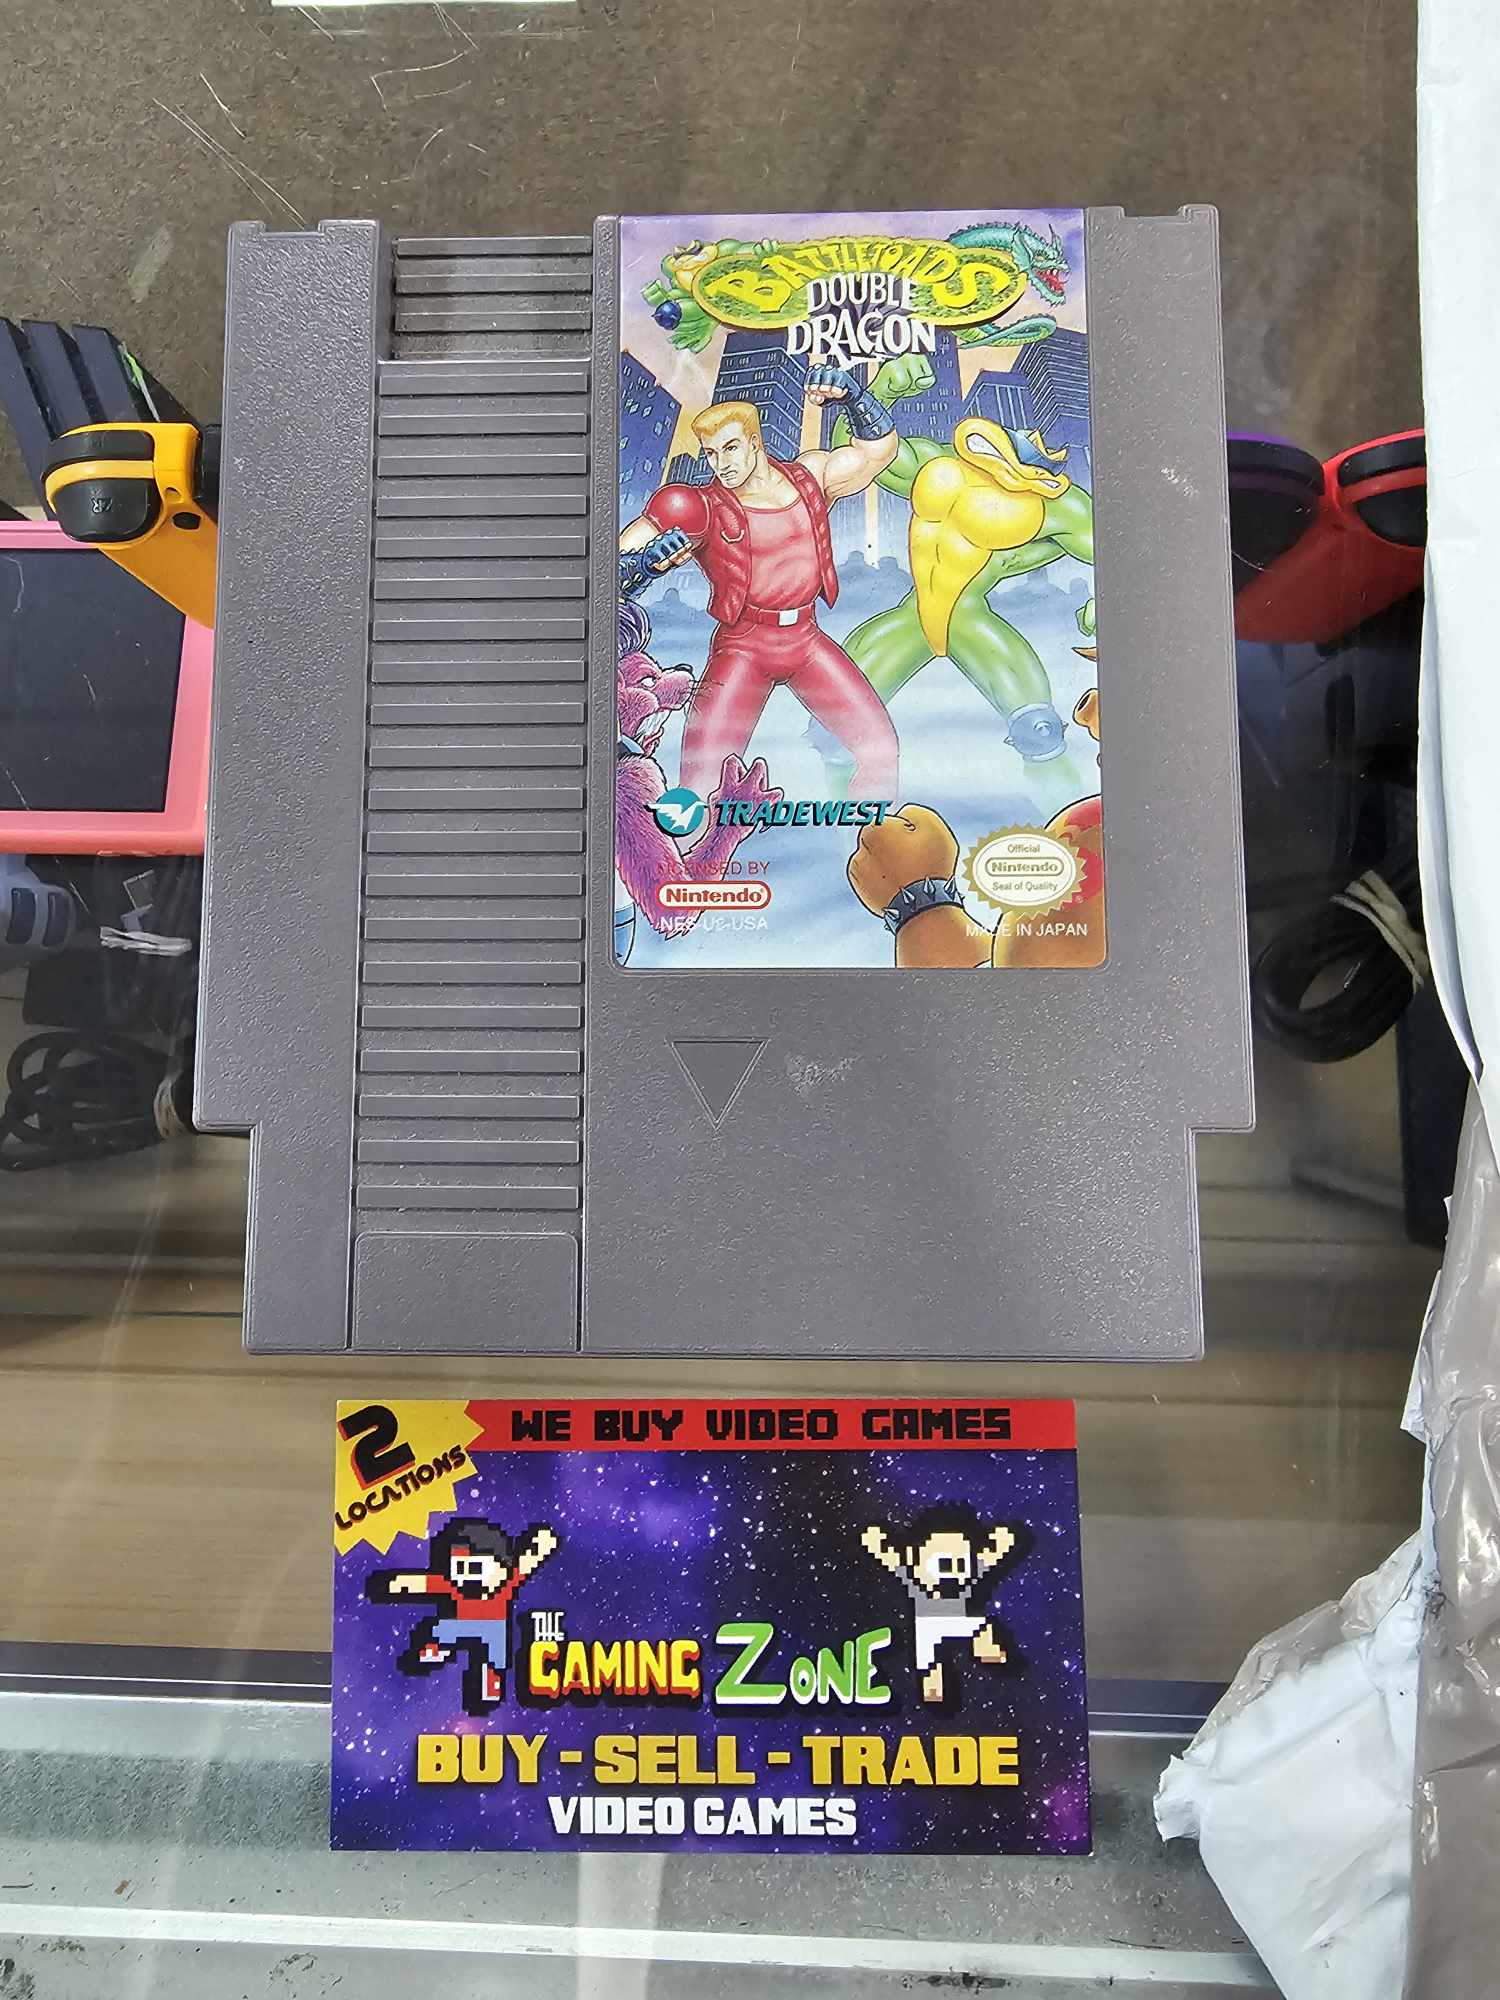 BATTLETOADS
DOUBLE
DRAGON
TRADEWEST
LICENSED BY
Nintendo®
NES-U2-USA
Official
Nintendo
Seal of Quality
®
MADE IN JAPAN
ZR
2
LOCATIONS
WE BUY VIDEO GAMES
THE
GAMING ZONE
BUY - SELL - TRADE
VIDEO GAMES